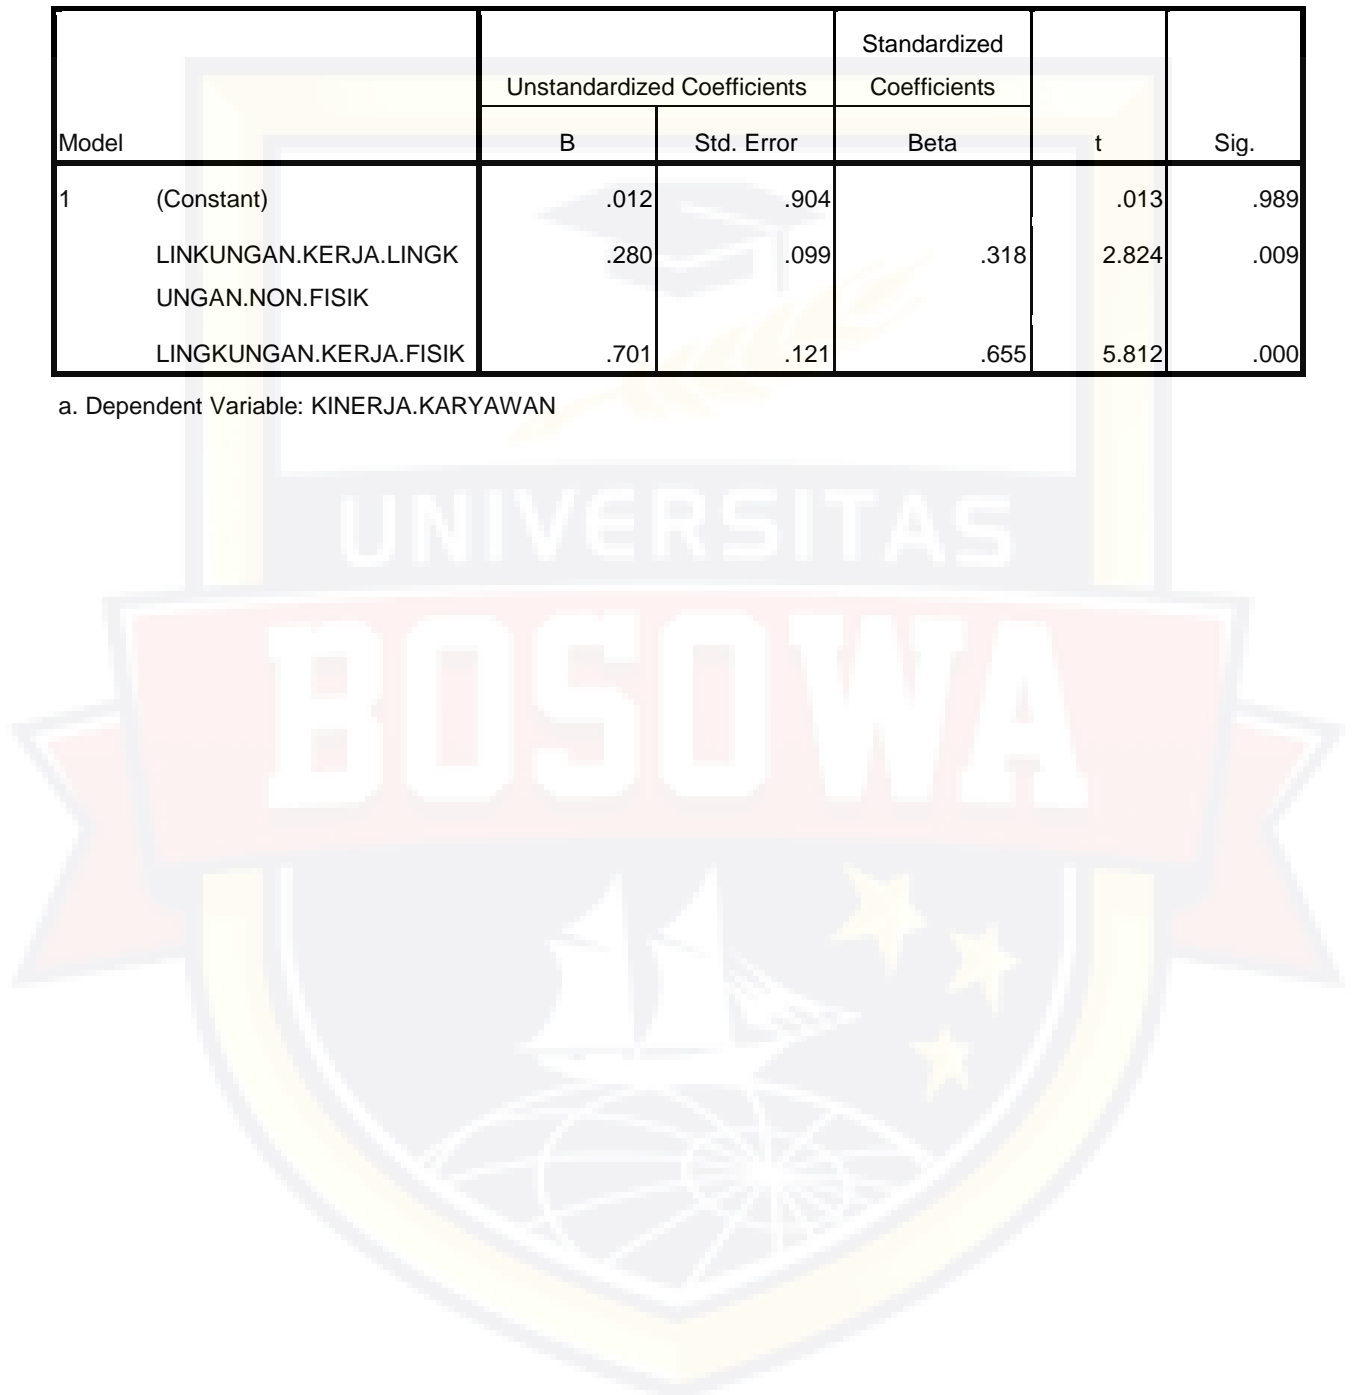 Standardized
Unstandardized Coefficients Coefficients
Model B Std. Error Beta t Sig.
1 (Constant) .012 .904 .013 .989
LINKUNGAN.KERJA.LINGK .280 .099 .318 2.824 .009
UNGAN.NON.FISIK
LINGKUNGAN.KERJA.FISIK .701 .121 .655 5.812 .000
a. Dependent Variable: KINERJA.KARYAWAN
UNIVERSITAS
BOSOWA